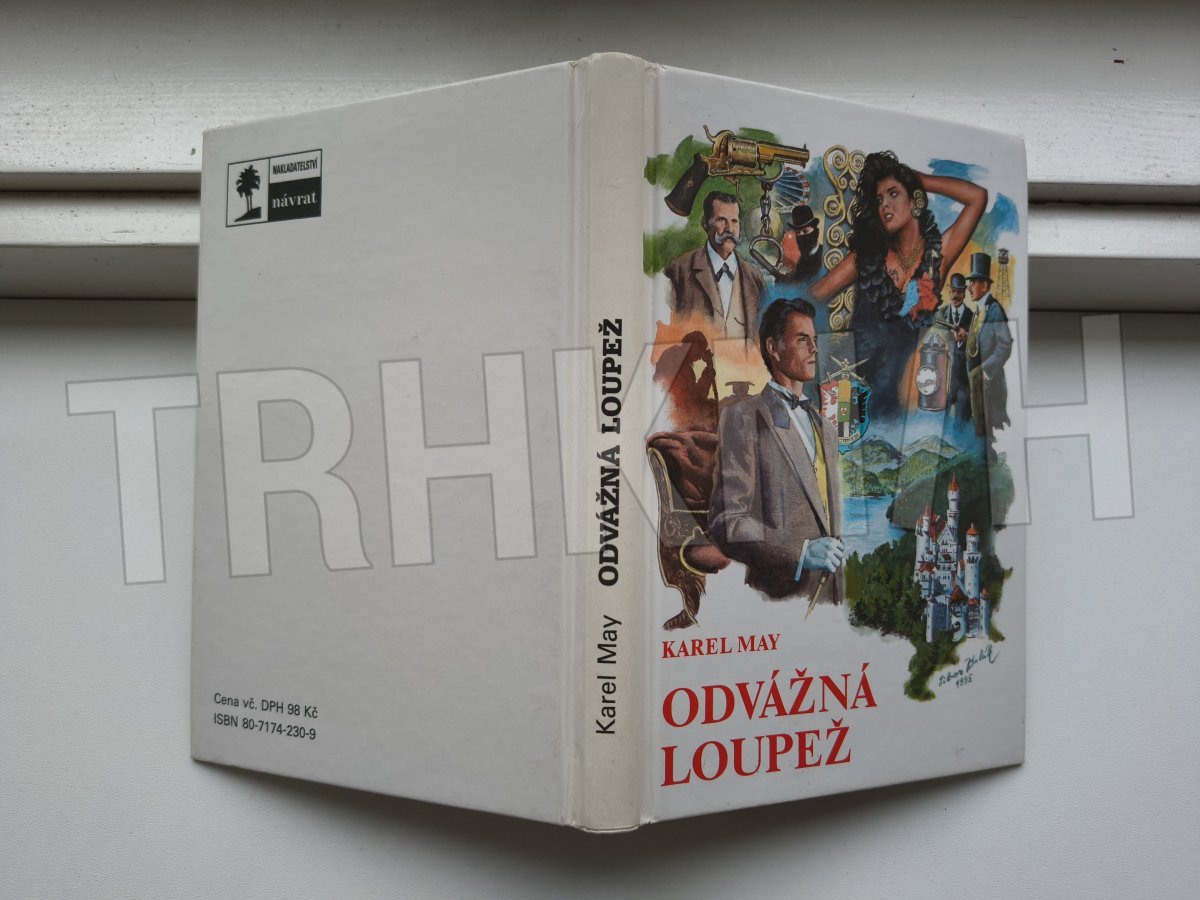 NAKLADATELSTVÍ
návrat
Cena vč. DPH 98 Kč
ISBN 80-7174-230-9
Karel May ODVÁŽNÁ LOUPEŽ
KAREL MAY
ODVÁŽNÁ
LOUPEŽ
1995